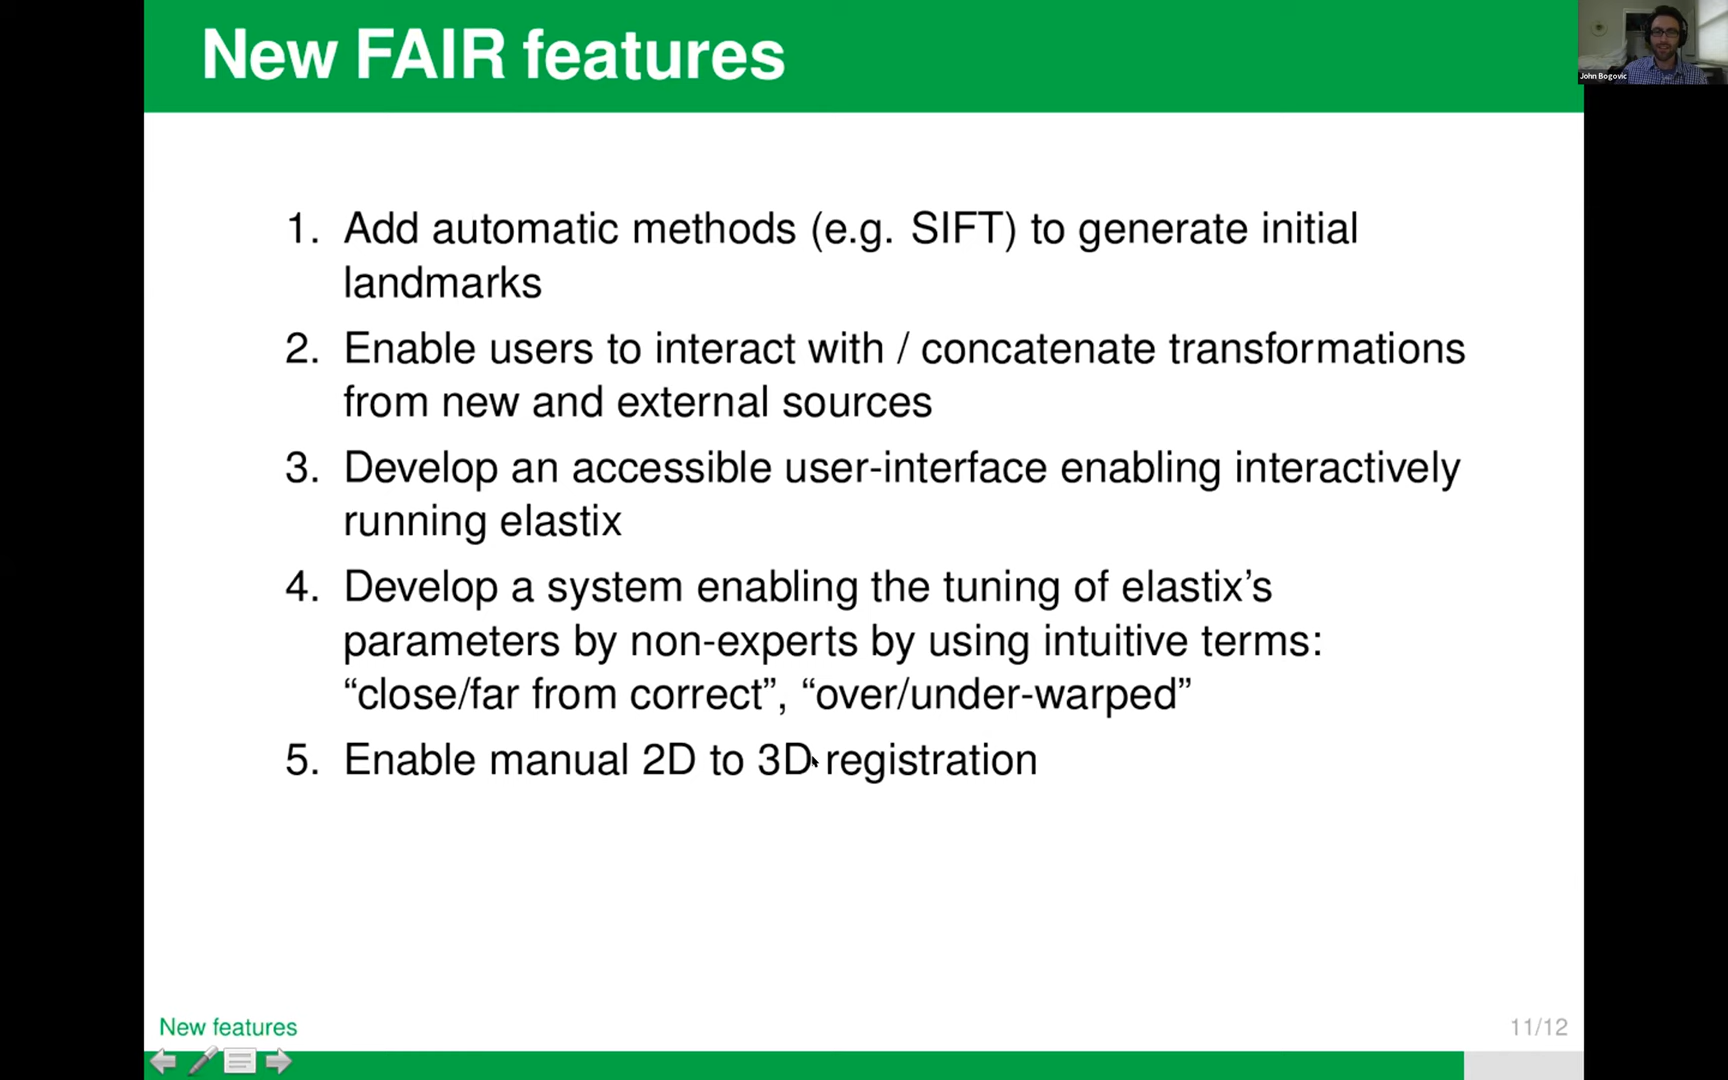 New FAIR features
John Bogovic
1. Add automatic methods (e.g. SIFT) to generate initial
landmarks
2. Enable users to interact with / concatenate transformations
from new and external sources
3. Develop an accessible user-interface enabling interactively
running elastix
4. Develop a system enabling the tuning of elastix’s
parameters by non-experts by using intuitive terms:
“close/far from correct”, “over/under-warped”
5. Enable manual 2D to 3D registration
New features
11/12